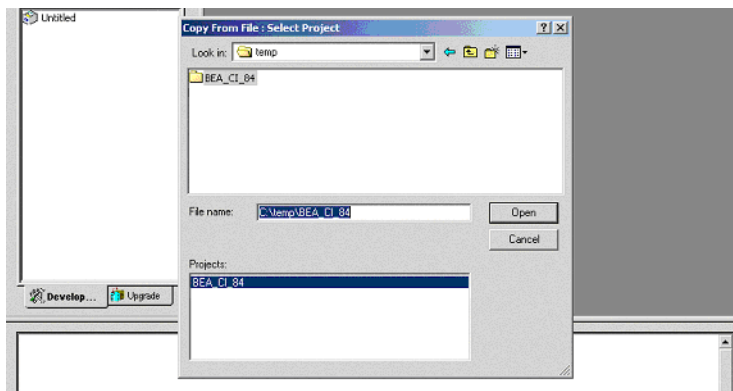 Untitled
Copy From File : Select Project
Look in: temp
BEA_CI_84
File name: C:\temp\BEA_CI_84 Open
Cancel
Projects:
BEA_CI_84
Develop... Upgrade